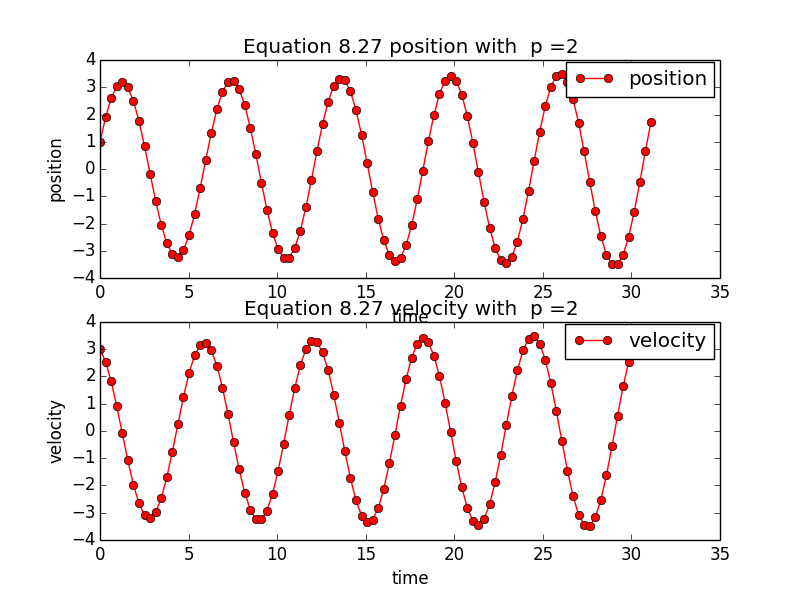 Equation 8.27 position with  p =2
4
3
2
1
0
−1
−2
−3
−4
position
position
0 5 10 15 20 25 30 35
time
Equation 8.27 velocity with  p =2
4
3
2
1
0
−1
−2
−3
−4
velocity
velocity
0 5 10 15 20 25 30 35
time